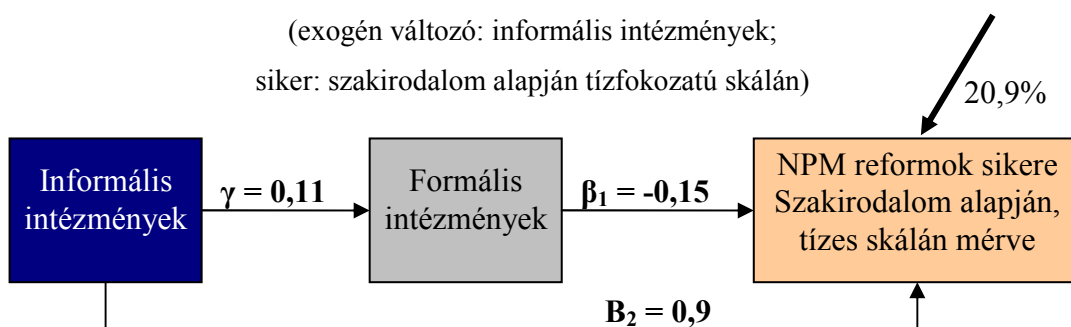 (exogén változó: informális intézmények;
siker: szakirodalom alapján tízfokozatú skálán)
20,9%
Informális
intézmények
γ = 0,11
Formális
intézmények
β₁ = -0,15
NPM reformok sikere
Szakirodalom alapján,
tízes skálán mérve
B₂ = 0,9